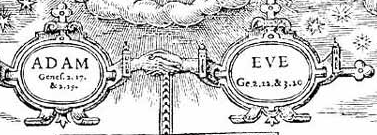 ADAM
Geneſ. 2. 17.
& 2. 19.
EVE
Ge. 2. 22. & 3. 20